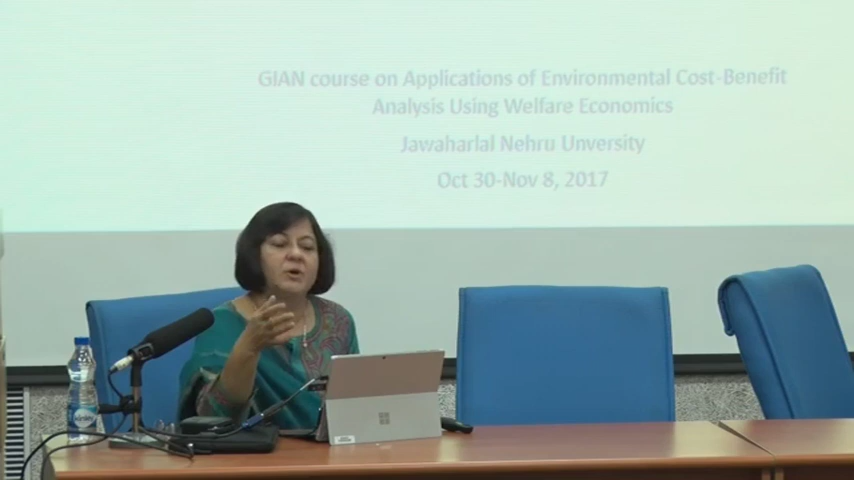 GIAN course on Applications of Environmental Cost-Benefit
Analysis Using Welfare Economics
Jawaharlal Nehru Unversity
Oct 30-Nov 8, 2017